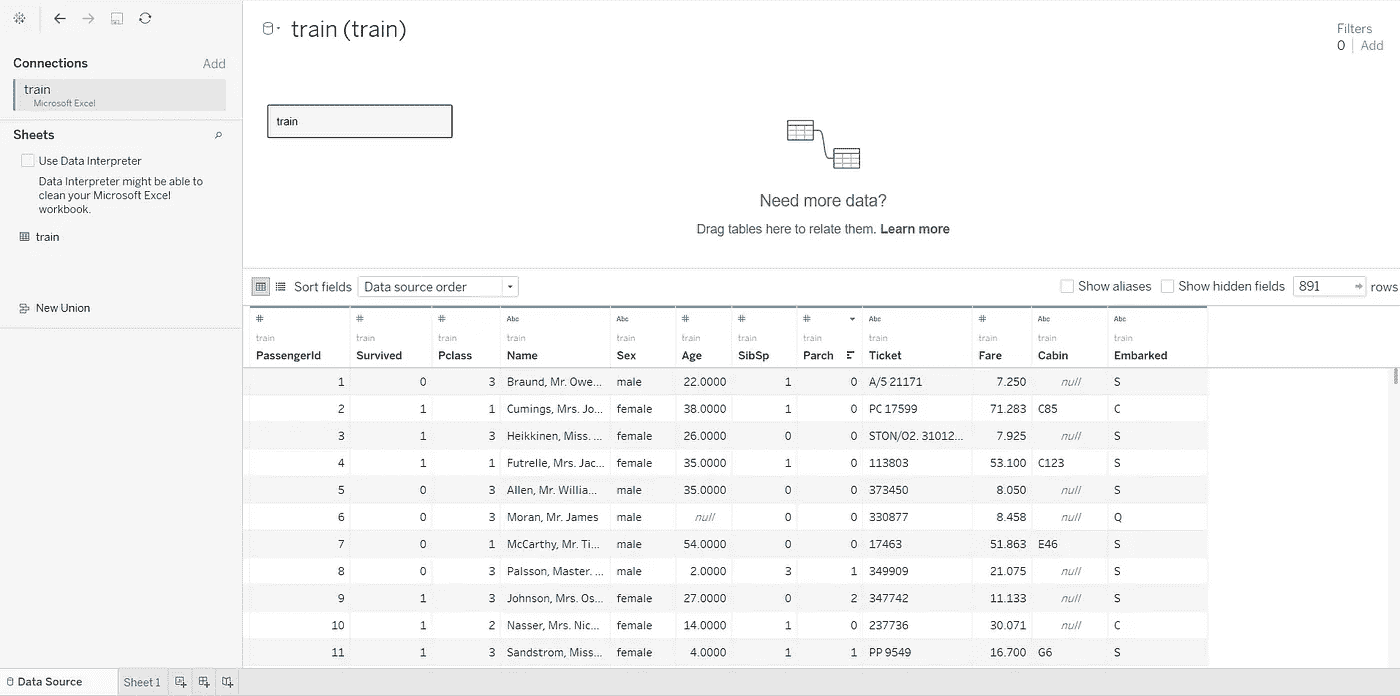 train (train)
Filters
0 Add
Connections Add
train
Microsoft Excel
Sheets
Use Data Interpreter
Data Interpreter might be able to
clean your Microsoft Excel
workbook.
train
New Union
train
Need more data?
Drag tables here to relate them. Learn more
Sort fields Data source order Show aliases Show hidden fields 891 rows
# # # Abc Abc # # # Abc # Abc Abc
train train train train train train train train train train train train
PassengerId Survived Pclass Name Sex Age SibSp Parch Ticket Fare Cabin Embarked
1 0 3 Braund, Mr. Owe... male 22.0000 1 0 A/5 21171 7.250 null S
2 1 1 Cumings, Mrs. Jo... female 38.0000 1 0 PC 17599 71.283 C85 C
3 1 3 Heikkinen, Miss. ... female 26.0000 0 0 STON/O2. 31012... 7.925 null S
4 1 1 Futrelle, Mrs. Jac... female 35.0000 1 0 113803 53.100 C123 S
5 0 3 Allen, Mr. Willia... male 35.0000 0 0 373450 8.050 null S
6 0 3 Moran, Mr. James male null 0 0 330877 8.458 null Q
7 0 1 McCarthy, Mr. Ti... male 54.0000 0 0 17463 51.863 E46 S
8 0 3 Palsson, Master. ... male 2.0000 3 1 349909 21.075 null S
9 1 3 Johnson, Mrs. Os... female 27.0000 0 2 347742 11.133 null S
10 1 2 Nasser, Mrs. Nic... female 14.0000 1 0 237736 30.071 null C
11 1 3 Sandstrom, Miss... female 4.0000 1 1 PP 9549 16.700 G6 S
Data Source Sheet 1